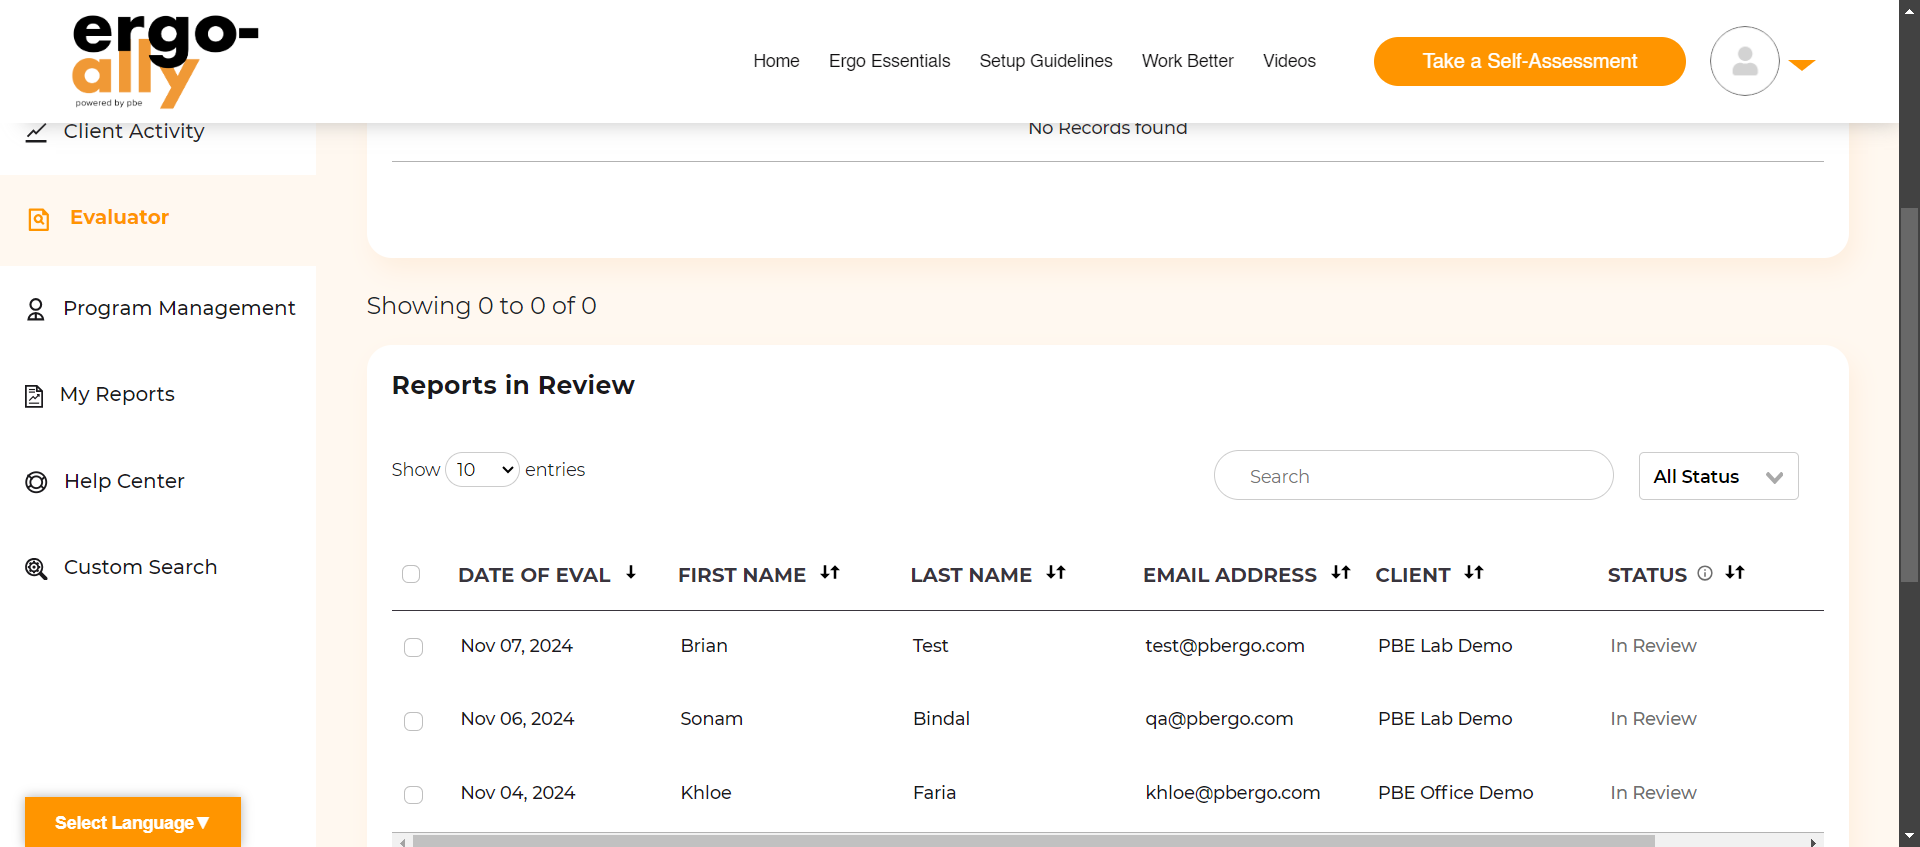 ergo-
ally
powered by pbe
Home Ergo Essentials Setup Guidelines Work Better Videos Take a Self-Assessment
Client Activity
Evaluator
Program Management
My Reports
Help Center
Custom Search
Select Language▼
No Records found
Showing 0 to 0 of 0
Reports in Review
Show 10 entries Search All Status
DATE OF EVAL FIRST NAME LAST NAME EMAIL ADDRESS CLIENT STATUS
Nov 07, 2024 Brian Test test@pbergo.com PBE Lab Demo In Review
Nov 06, 2024 Sonam Bindal qa@pbergo.com PBE Lab Demo In Review
Nov 04, 2024 Khloe Faria khloe@pbergo.com PBE Office Demo In Review